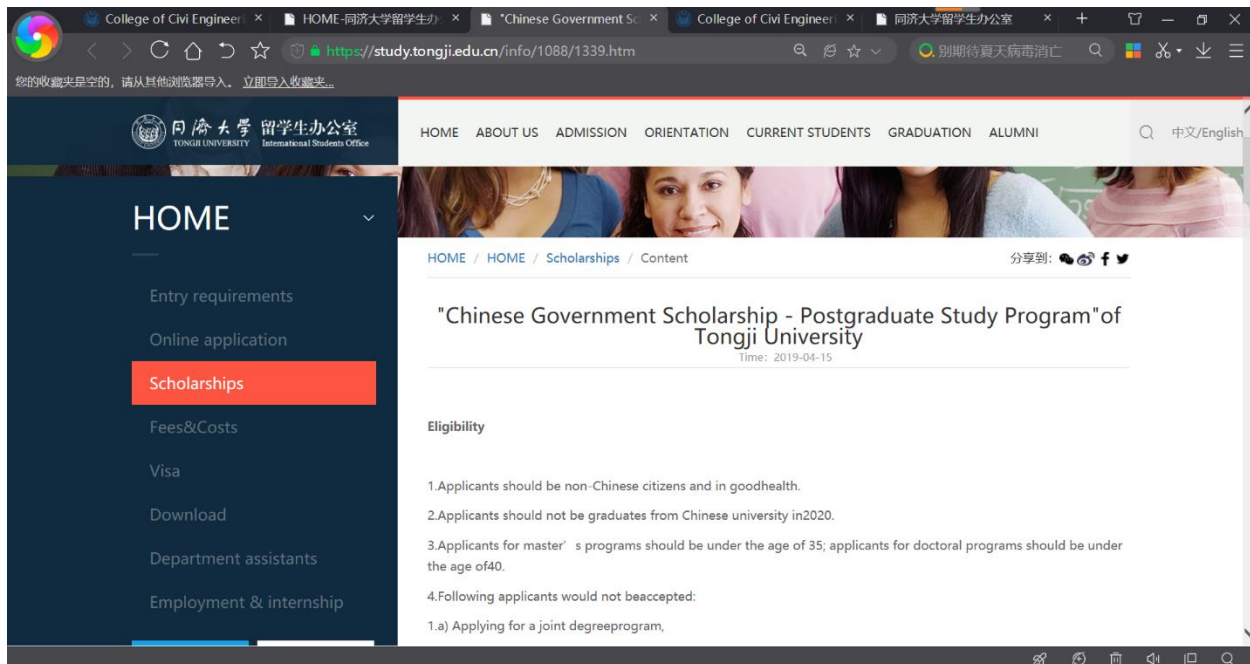 College of Civi Engineeri
HOME-同济大学留学生办
"Chinese Government Sc
College of Civi Engineeri
同济大学留学生办公室
https://study.tongji.edu.cn/info/1088/1339.htm
别期待夏天病毒消亡
您的收藏夹是空的，请从其他浏览器导入。 立即导入收藏夹...
同济大学 留学生办公室
TONGJI UNIVERSITY International Students Office
HOME ABOUT US ADMISSION ORIENTATION CURRENT STUDENTS GRADUATION ALUMNI
中文/English
HOME
HOME / HOME / Scholarships / Content
分享到:
Entry requirements
Online application
Scholarships
Fees&Costs
Visa
Download
Department assistants
Employment & internship
"Chinese Government Scholarship - Postgraduate Study Program"of
Tongji University
Time: 2019-04-15
Eligibility
1.Applicants should be non-Chinese citizens and in goodhealth.
2.Applicants should not be graduates from Chinese university in2020.
3.Applicants for master' s programs should be under the age of 35; applicants for doctoral programs should be under
the age of40.
4.Following applicants would not beaccepted:
1.a) Applying for a joint degreeprogram,